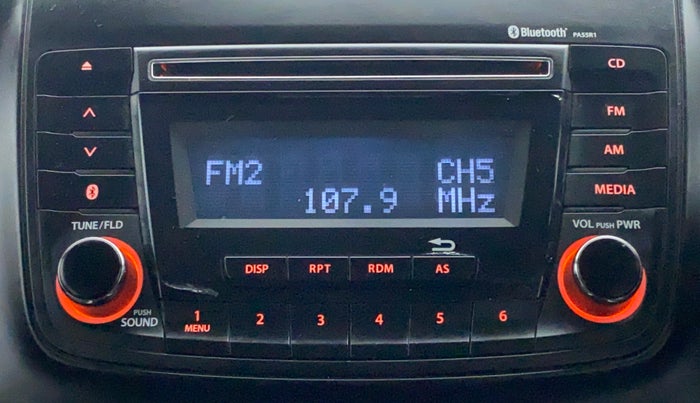 Bluetooth® PA5SR1
CD
FM
AM
MEDIA
FM2 CH5
107.9 MHz
TUNE/FLD
VOL PUSH PWR
DISP RPT RDM AS
PUSH SOUND
1 MENU 2 3 4 5 6